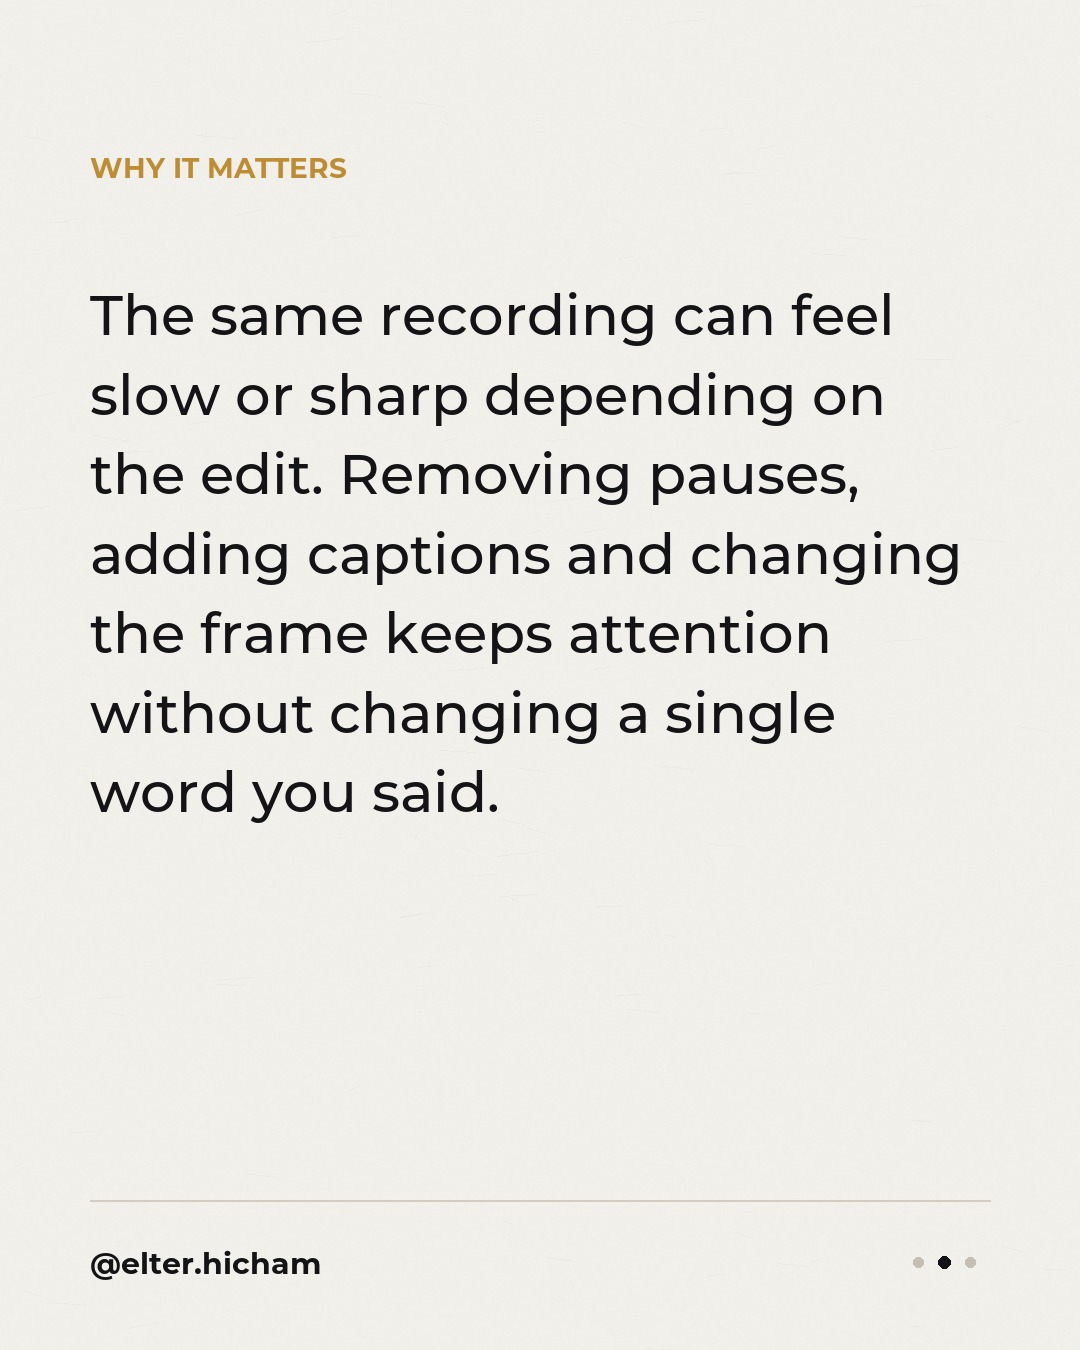 WHY IT MATTERS
The same recording can feel
slow or sharp depending on
the edit. Removing pauses,
adding captions and changing
the frame keeps attention
without changing a single
word you said.
@elter.hicham